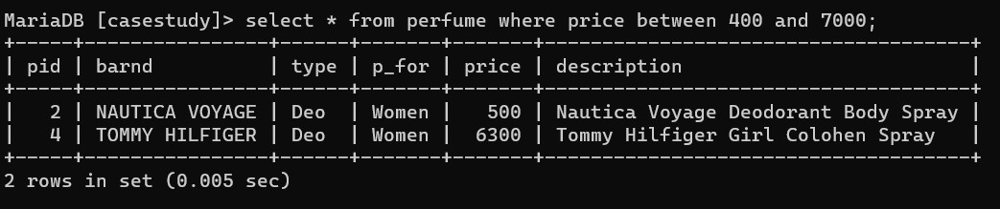 MariaDB [casestudy]> select * from perfume where price between 400 and 7000;
+-----+----------------+------+-------+-------+-------------------------------------+
| pid | barnd          | type | p_for | price | description                         |
+-----+----------------+------+-------+-------+-------------------------------------+
|   2 | NAUTICA VOYAGE | Deo  | Women |   500 | Nautica Voyage Deodorant Body Spray |
|   4 | TOMMY HILFIGER | Deo  | Women |  6300 | Tommy Hilfiger Girl Colohen Spray   |
+-----+----------------+------+-------+-------+-------------------------------------+
2 rows in set (0.005 sec)